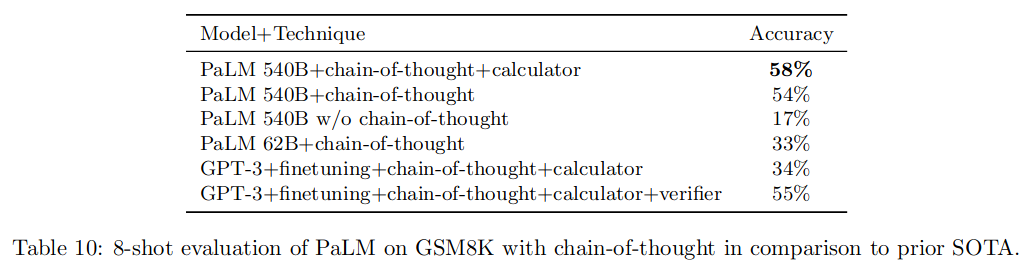 Model+Technique Accuracy
PaLM 540B+chain-of-thought+calculator 58%
PaLM 540B+chain-of-thought 54%
PaLM 540B w/o chain-of-thought 17%
PaLM 62B+chain-of-thought 33%
GPT-3+finetuning+chain-of-thought+calculator 34%
GPT-3+finetuning+chain-of-thought+calculator+verifier 55%
Table 10: 8-shot evaluation of PaLM on GSM8K with chain-of-thought in comparison to prior SOTA.